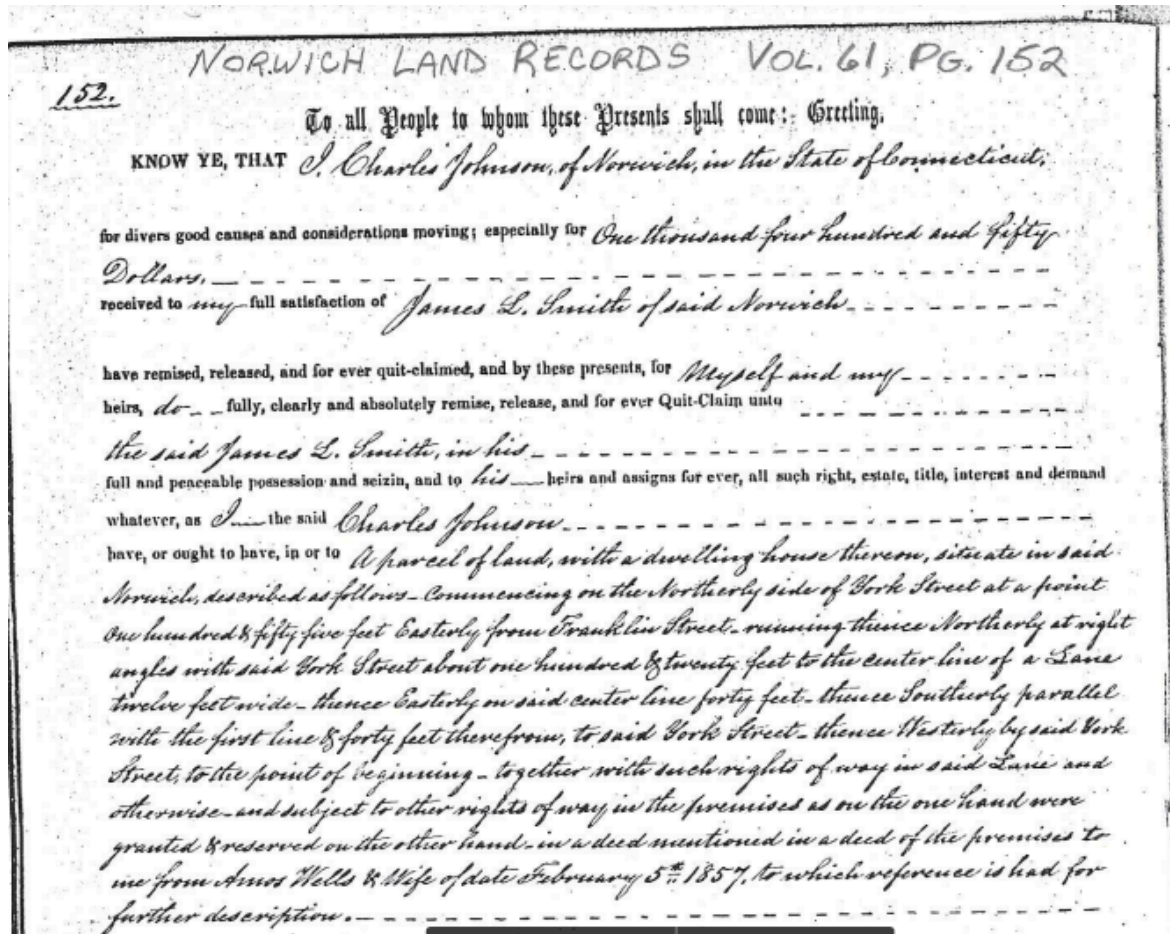 NORWICH LAND RECORDS VOL. 61, PG. 152
152.
To all People to whom these Presents shall come: Greeting.
KNOW YE, THAT I, Charles Johnson, of Norwich, in the State of Connecticut,
for divers good causes and considerations moving; especially for One thousand four hundred and fifty
Dollars,
received to my full satisfaction of James L. Smith of said Norwich
have remised, released, and for ever quit-claimed, and by these presents, for Myself and my
heirs, do fully, clearly and absolutely remise, release, and for ever Quit-Claim unto
the said James L. Smith, in his
full and peaceable possession and seizin, and to his heirs and assigns for ever, all such right, estate, title, interest and demand
whatever, as I the said Charles Johnson
have, or ought to have, in or to A parcel of land, with a dwelling house thereon, situate in said
Norwich, described as follows - Commencing on the Northerly side of York Street at a point
One hundred & fifty five feet Easterly from Franklin Street - running thence Northerly at right
angles with said York Street about one hundred & twenty feet to the center line of a Lane
twelve feet wide - thence Easterly on said center line forty feet - thence Southerly parallel
with the first line & forty feet therefrom, to said York Street - thence Westerly by said York
Street, to the point of beginning - together with such rights of way in said Lane and
otherwise - and subject to other rights of way in the premises as on the one hand were
granted & reserved on the other hand - in a deed mentioned in a deed of the premises to
me from Amos Wells & Wife of date February 5th 1857, to which reference is had for
further description.